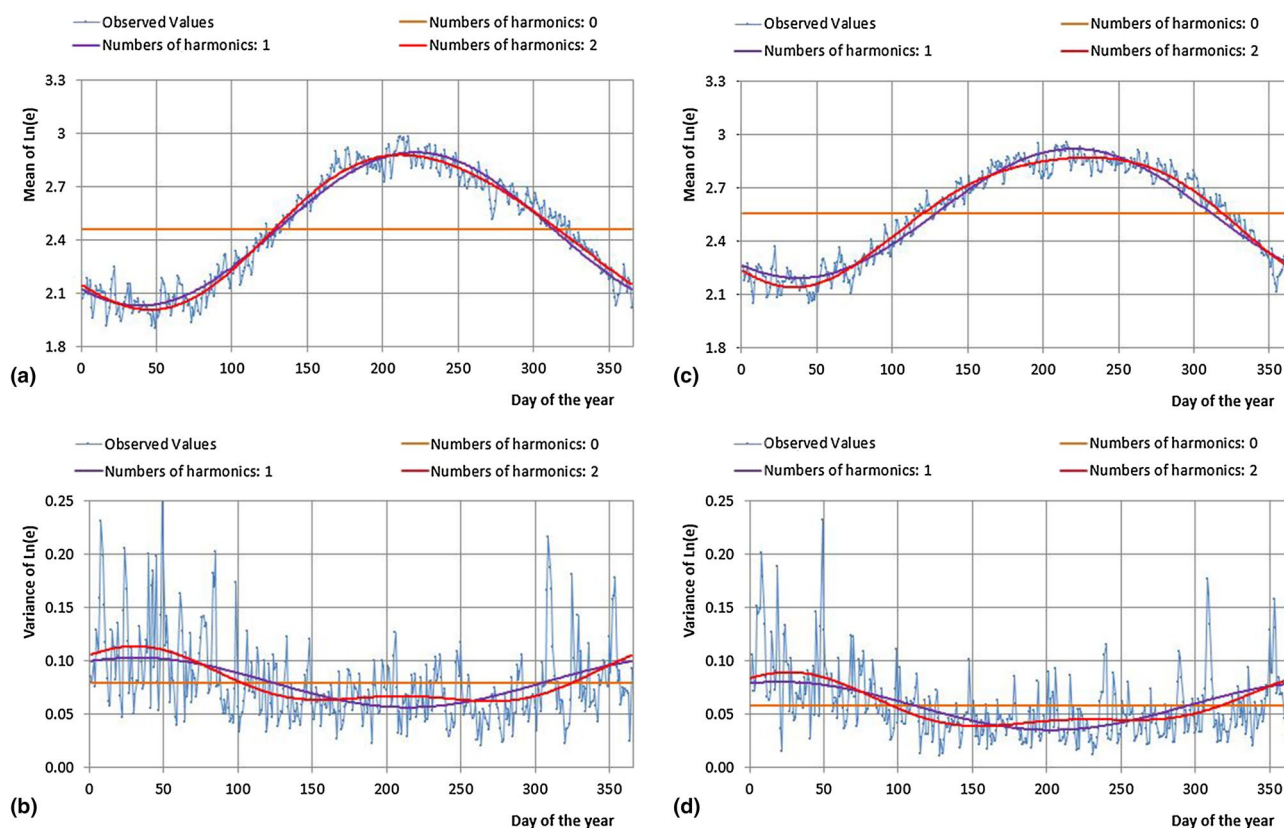 Observed Values
Numbers of harmonics: 0
Numbers of harmonics: 1
Numbers of harmonics: 2
Mean of Ln(e)
3.3
3
2.7
2.4
2.1
1.8
0 50 100 150 200 250 300 350
(a)
Day of the year
Observed Values
Numbers of harmonics: 0
Numbers of harmonics: 1
Numbers of harmonics: 2
Mean of Ln(e)
3.3
3
2.7
2.4
2.1
1.8
0 50 100 150 200 250 300 350
(c)
Day of the year
Observed Values
Numbers of harmonics: 0
Numbers of harmonics: 1
Numbers of harmonics: 2
Variance of Ln(e)
0.25
0.20
0.15
0.10
0.05
0.00
0 50 100 150 200 250 300 350
(b)
Day of the year
Observed Values
Numbers of harmonics: 0
Numbers of harmonics: 1
Numbers of harmonics: 2
Variance of Ln(e)
0.25
0.20
0.15
0.10
0.05
0.00
0 50 100 150 200 250 300 350
(d)
Day of the year